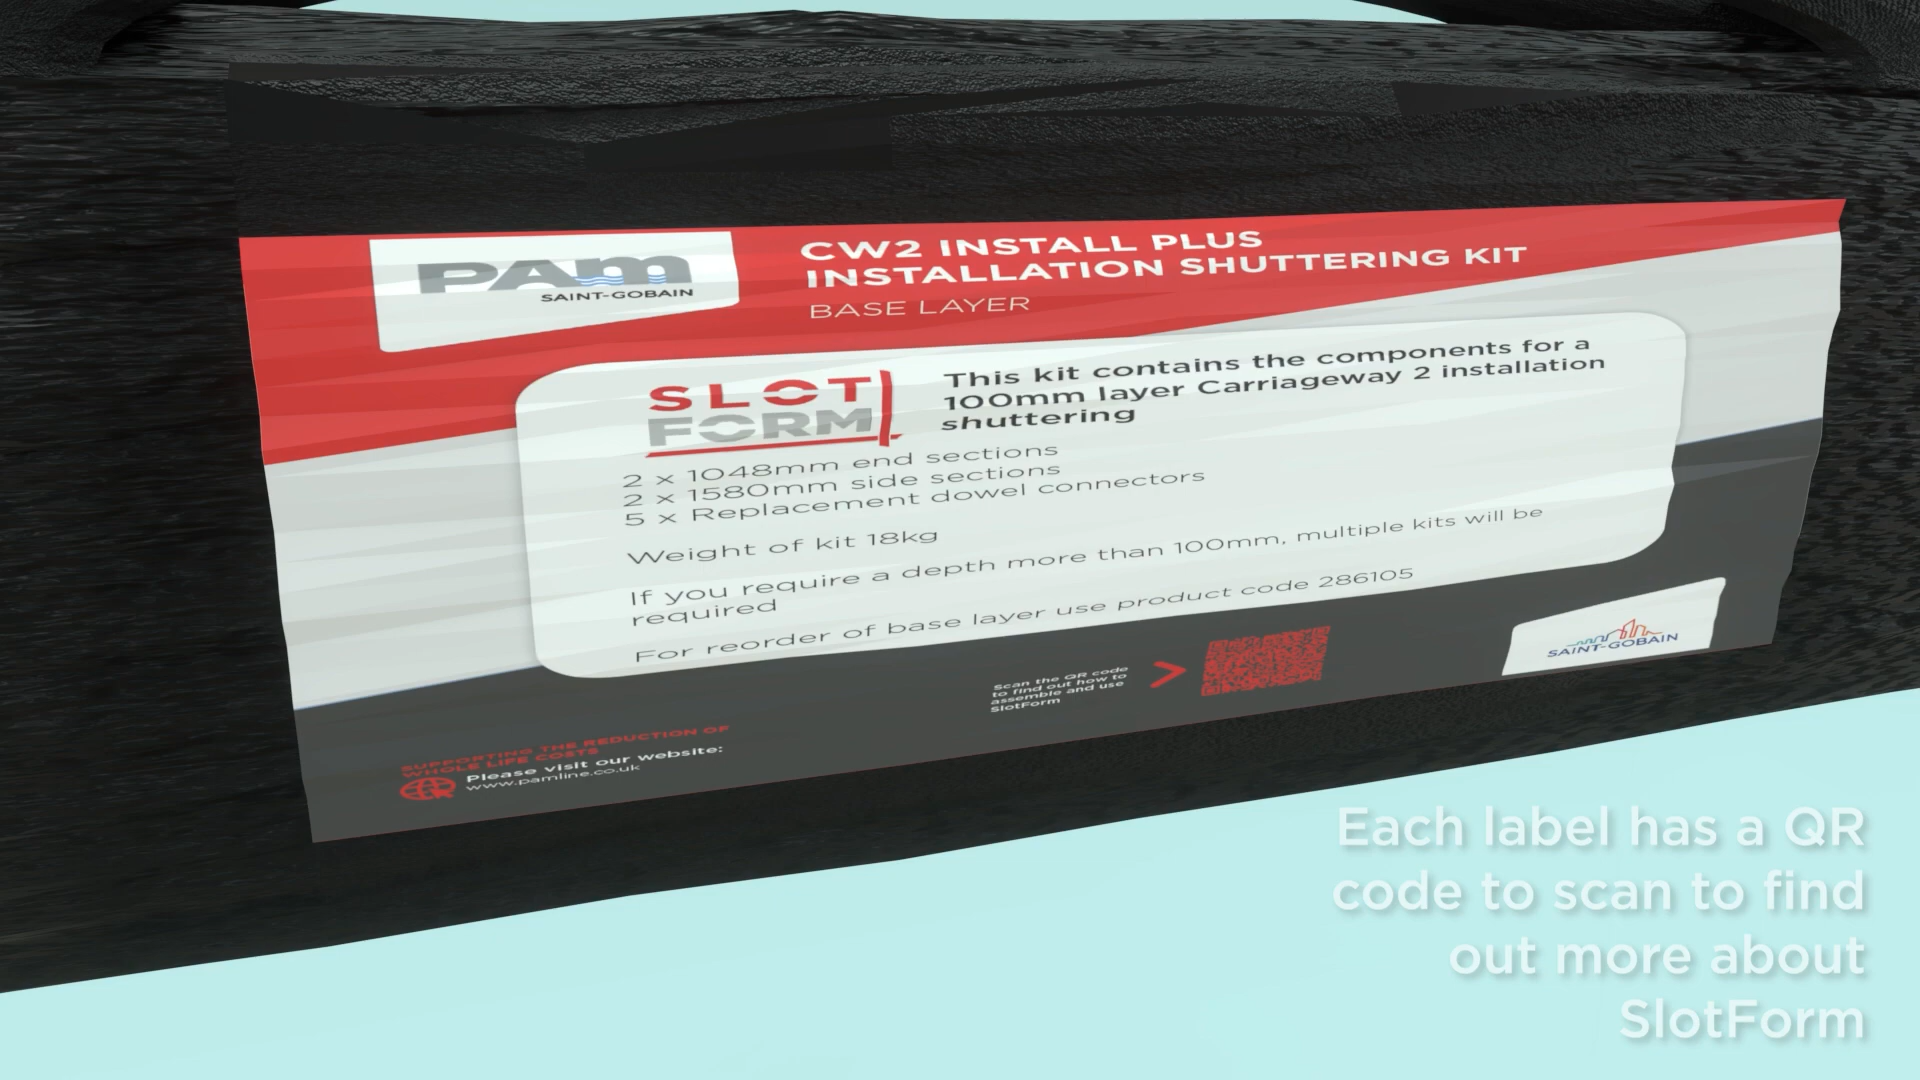 PAM
SAINT-GOBAIN
CW2 INSTALL PLUS
INSTALLATION SHUTTERING KIT
BASE LAYER
SLOT
FORM
This kit contains the components for a
100mm layer Carriageway 2 installation
shuttering
2 x 1048mm end sections
2 x 1580mm side sections
5 x Replacement dowel connectors
Weight of kit 18kg
If you require a depth more than 100mm, multiple kits will be
required
For reorder of base layer use product code 286105
Scan the QR code
to find out how to
assemble and use
SlotForm
SAINT-GOBAIN
SUPPORTING THE REDUCTION OF
WHOLE LIFE COSTS
Please visit our website:
www.pamline.co.uk
Each label has a QR
code to scan to find
out more about
SlotForm